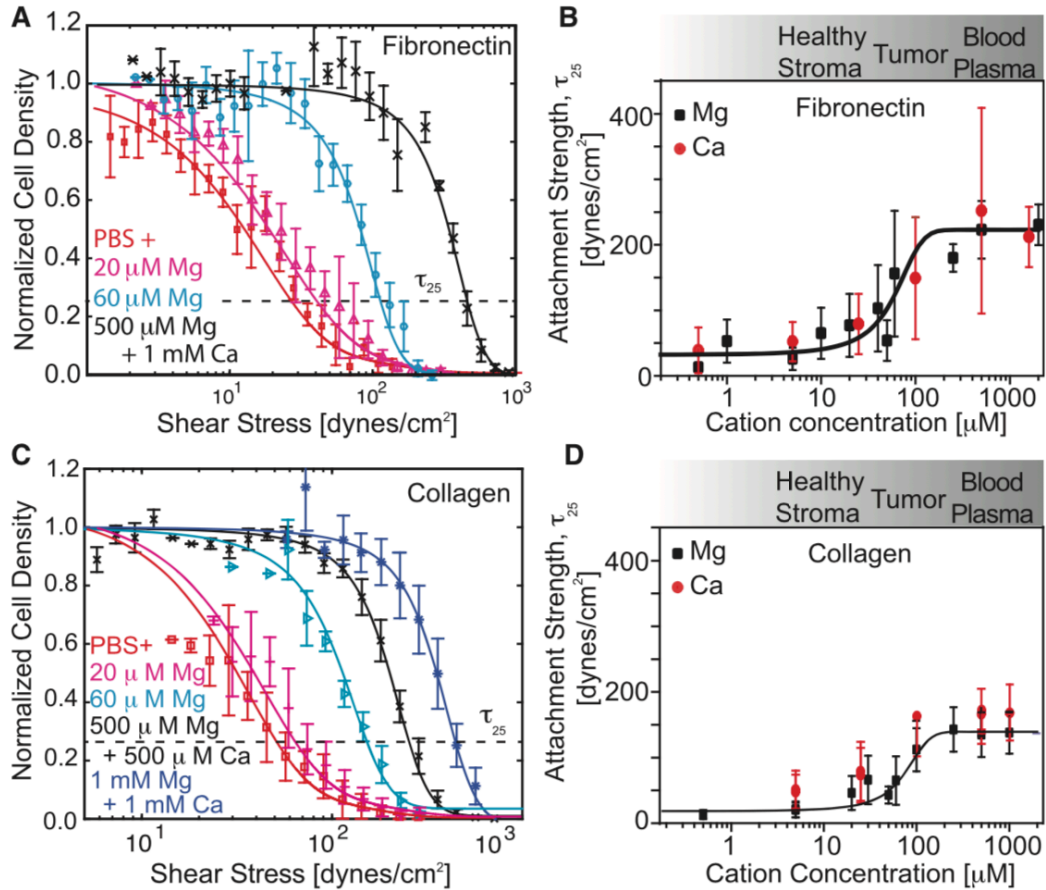 A
Fibronectin
Normalized Cell Density
1.2
1.0
0.8
0.6
0.4
0.2
0.0
PBS +
20 μM Mg
60 μM Mg
500 μM Mg
+ 1 mM Ca
τ25
10¹
10²
10³
Shear Stress [dynes/cm²]
B
Healthy
Stroma
Tumor
Blood
Plasma
Fibronectin
Mg
Ca
Attachment Strength, τ25
[dynes/cm²]
400
200
0
1
10
100
1000
Cation concentration [μM]
C
Collagen
Normalized Cell Density
1.2
1.0
0.8
0.6
0.4
0.2
0.0
PBS+
20 μ M Mg
60 μ M Mg
500 μ M Mg
+ 500 μ M Ca
1 mM Mg
+ 1 mM Ca
τ25
10¹
10²
10³
Shear Stress [dynes/cm²]
D
Healthy
Stroma
Tumor
Blood
Plasma
Collagen
Mg
Ca
Attachment Strength, τ25
[dynes/cm²]
400
200
0
1
10
100
1000
Cation Concentration [μM]